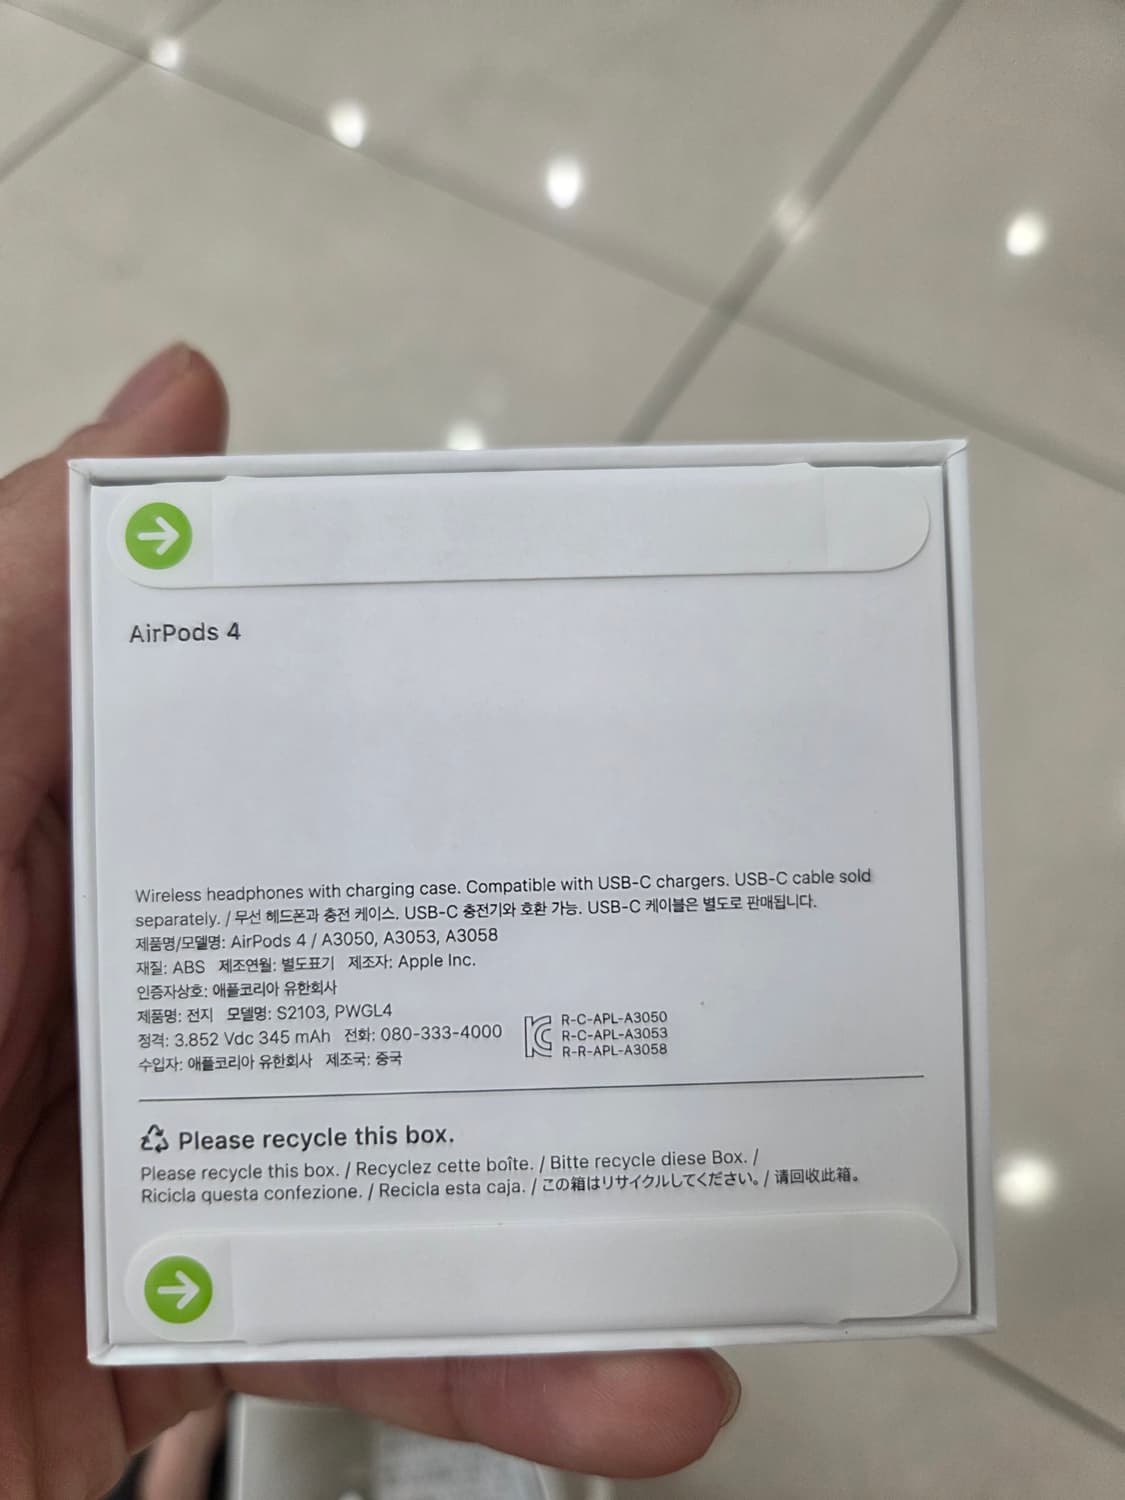 AirPods 4
Wireless headphones with charging case. Compatible with USB-C chargers. USB-C cable sold
separately. / 무선 헤드폰과 충전 케이스. USB-C 충전기와 호환 가능. USB-C 케이블은 별도로 판매됩니다.
제품명/모델명: AirPods 4 / A3050, A3053, A3058
재질: ABS 제조연월: 별도표기 제조자: Apple Inc.
인증자상호: 애플코리아 유한회사
제품명: 전지 모델명: S2103, PWGL4
정격: 3.852 Vdc 345 mAh 전화: 080-333-4000
수입자: 애플코리아 유한회사 제조국: 중국
R-C-APL-A3050
R-C-APL-A3053
R-R-APL-A3058
Please recycle this box.
Please recycle this box. / Recyclez cette boîte. / Bitte recycle diese Box. /
Ricicla questa confezione. / Recicla esta caja. / この箱はリサイクルしてください。/ 请回收此箱。